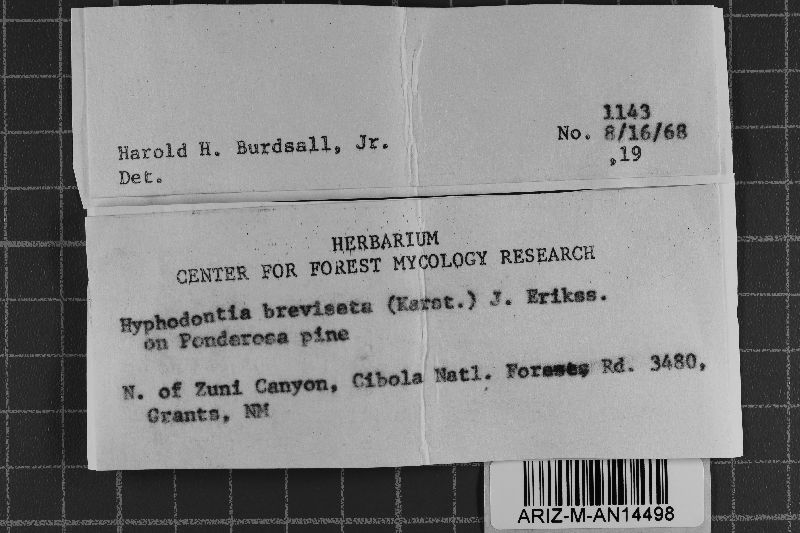 1143
Harold H. Burdsall, Jr. No. 8/16/68
Det. ,19
HERBARIUM
CENTER FOR FOREST MYCOLOGY RESEARCH
Hyphodontia breviseta (Karst.) J. Erikss.
on Ponderosa pine
N. of Zuni Canyon, Cibola Natl. Forest, Rd. 3480,
Grants, NM
ARIZ-M-AN14498